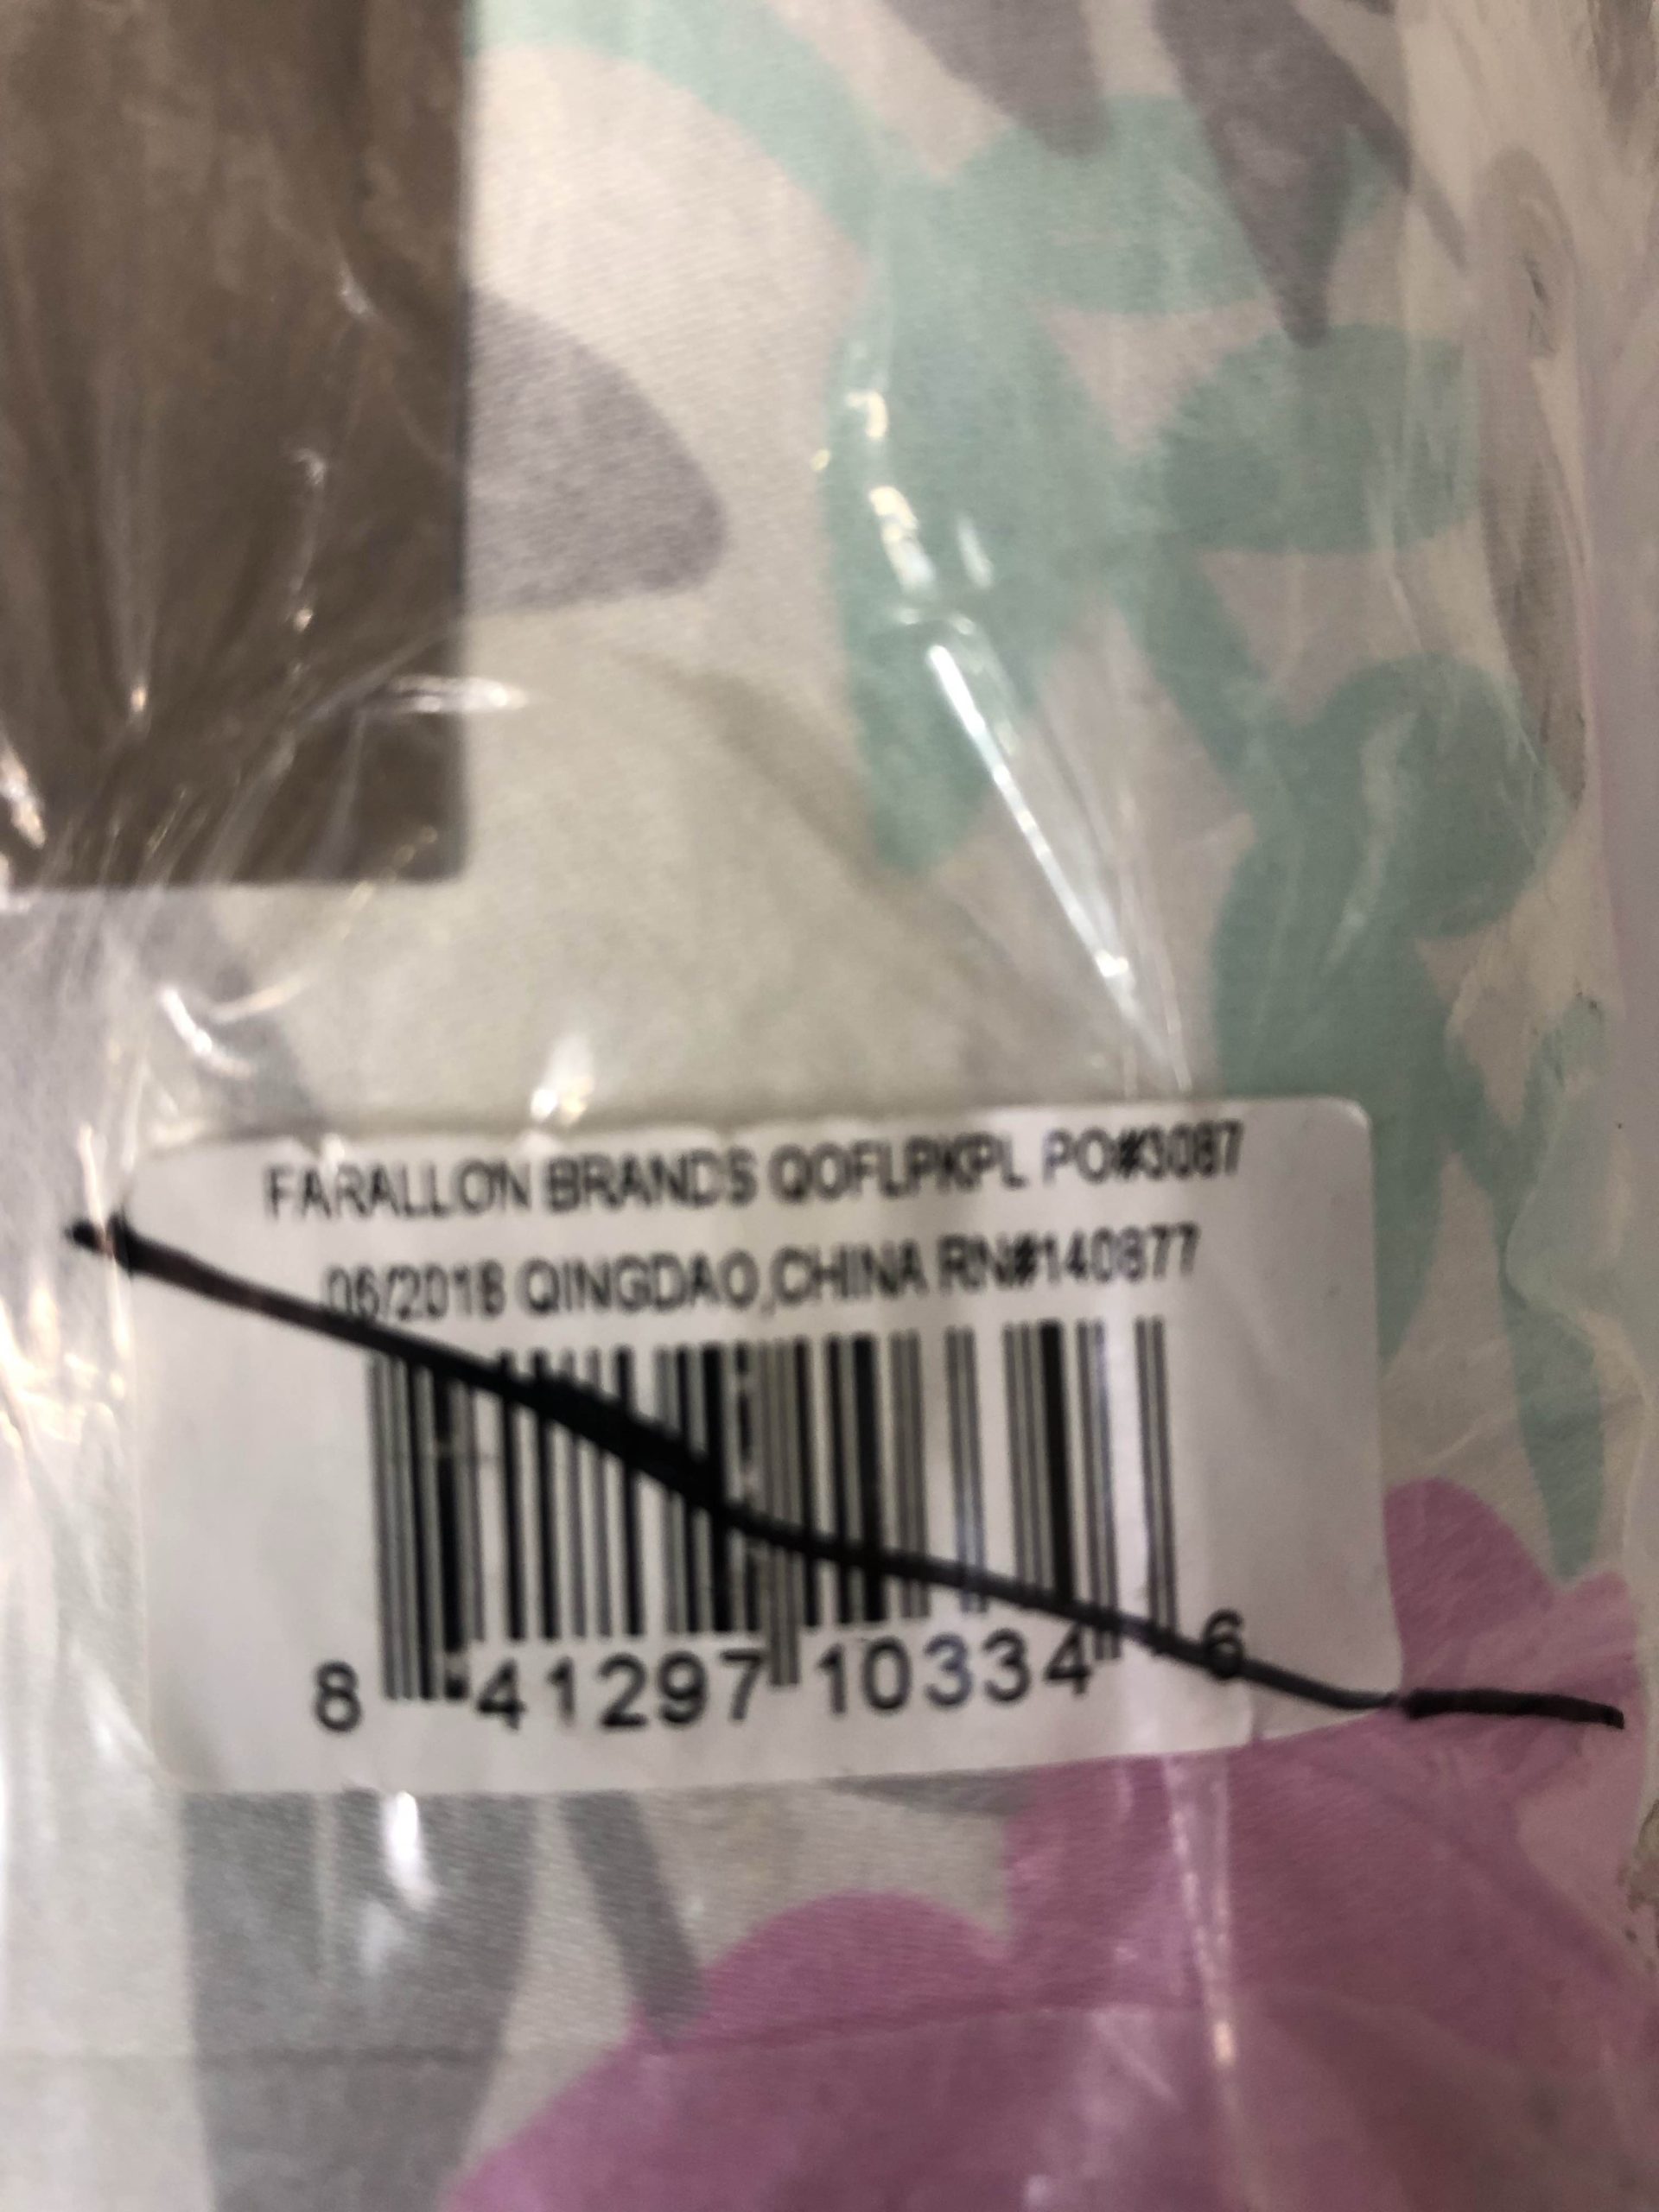 FARALLON BRANDS QOFLPKPL PO#3087
06/2018 QINGDAO,CHINA RN#140877
8 41297 10334 6